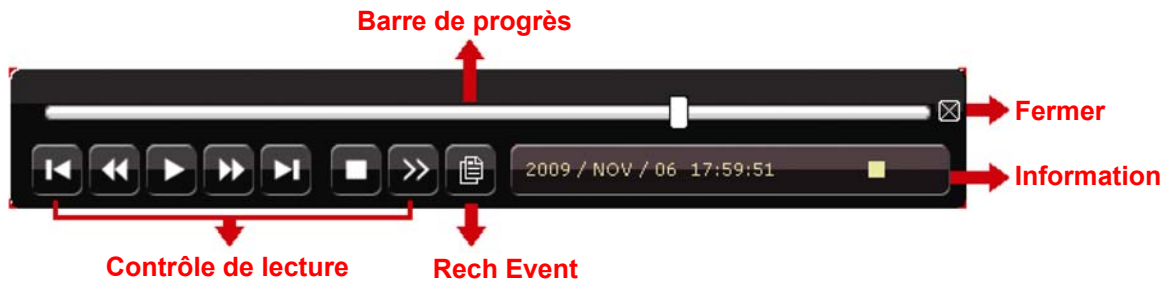 Barre de progrès
Fermer
2009 / NOV / 06 17:59:51
Information
Contrôle de lecture
Rech Event